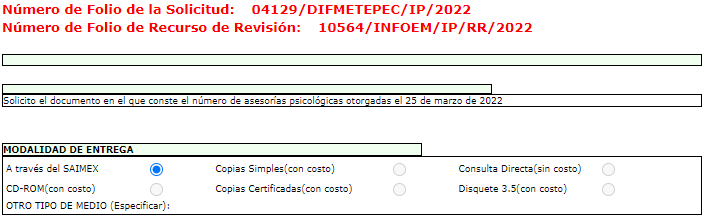 Número de Folio de la Solicitud: 04129/DIFMETEPEC/IP/2022
Número de Folio de Recurso de Revisión: 10564/INFOEM/IP/RR/2022
Solicito el documento en el que conste el número de asesorías psicológicas otorgadas el 25 de marzo de 2022
MODALIDAD DE ENTREGA
A través del SAIMEX Copias Simples(con costo) Consulta Directa(sin costo)
CD-ROM(con costo) Copias Certificadas(con costo) Disquete 3.5(con costo)
OTRO TIPO DE MEDIO (Especificar):